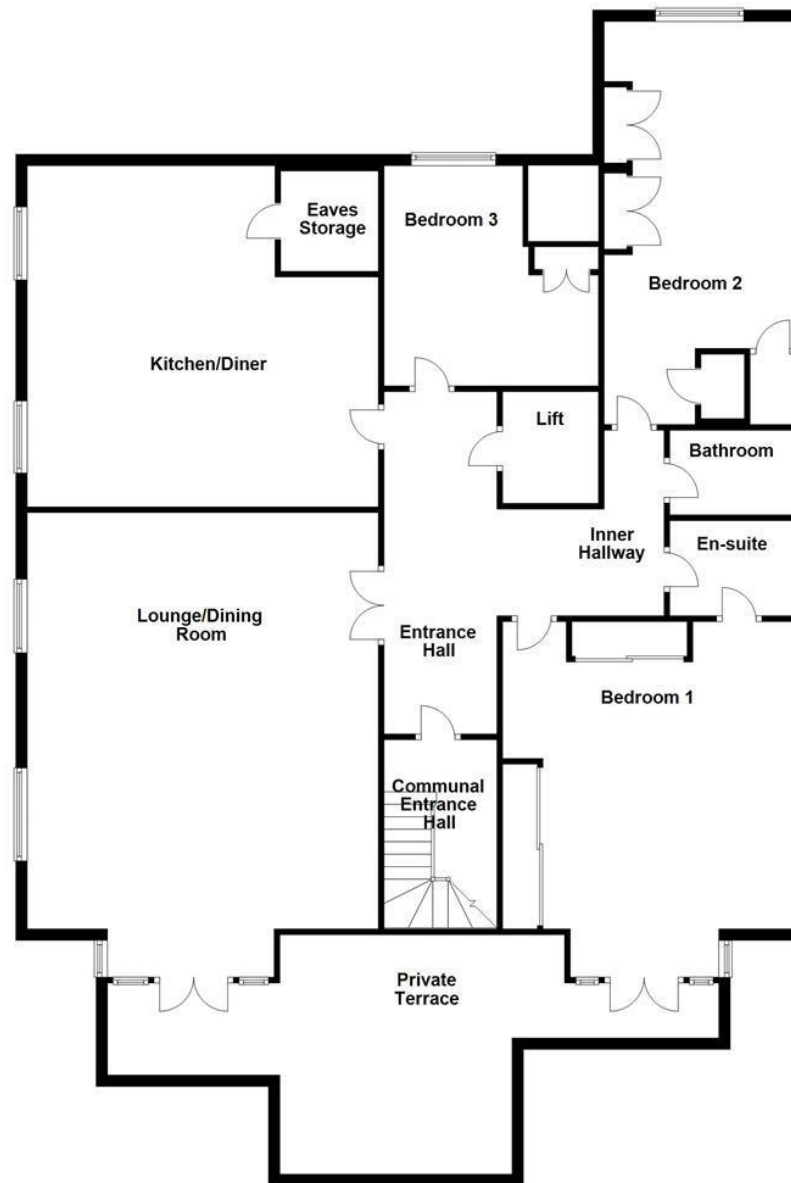 Eaves
Storage
Bedroom 3
Bedroom 2
Kitchen/Diner
Lift
Bathroom
Inner
Hallway
En-suite
Lounge/Dining
Room
Entrance
Hall
Bedroom 1
Communal
Entrance
Hall
Private
Terrace